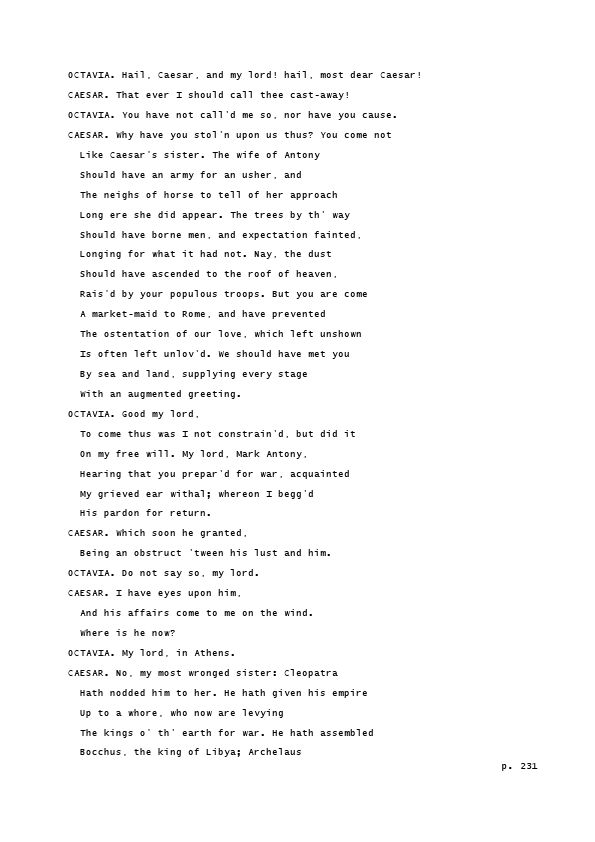 OCTAVIA. Hail, Caesar, and my lord! hail, most dear Caesar!
CAESAR. That ever I should call thee cast-away!
OCTAVIA. You have not call'd me so, nor have you cause.
CAESAR. Why have you stol'n upon us thus? You come not
Like Caesar's sister. The wife of Antony
Should have an army for an usher, and
The neighs of horse to tell of her approach
Long ere she did appear. The trees by th' way
Should have borne men, and expectation fainted,
Longing for what it had not. Nay, the dust
Should have ascended to the roof of heaven,
Rais'd by your populous troops. But you are come
A market-maid to Rome, and have prevented
The ostentation of our love, which left unshown
Is often left unlov'd. We should have met you
By sea and land, supplying every stage
With an augmented greeting.
OCTAVIA. Good my lord,
To come thus was I not constrain'd, but did it
On my free will. My lord, Mark Antony,
Hearing that you prepar'd for war, acquainted
My grieved ear withal; whereon I begg'd
His pardon for return.
CAESAR. Which soon he granted,
Being an obstruct 'tween his lust and him.
OCTAVIA. Do not say so, my lord.
CAESAR. I have eyes upon him,
And his affairs come to me on the wind.
Where is he now?
OCTAVIA. My lord, in Athens.
CAESAR. No, my most wronged sister: Cleopatra
Hath nodded him to her. He hath given his empire
Up to a whore, who now are levying
The kings o' th' earth for war. He hath assembled
Bocchus, the king of Libya; Archelaus
p. 231